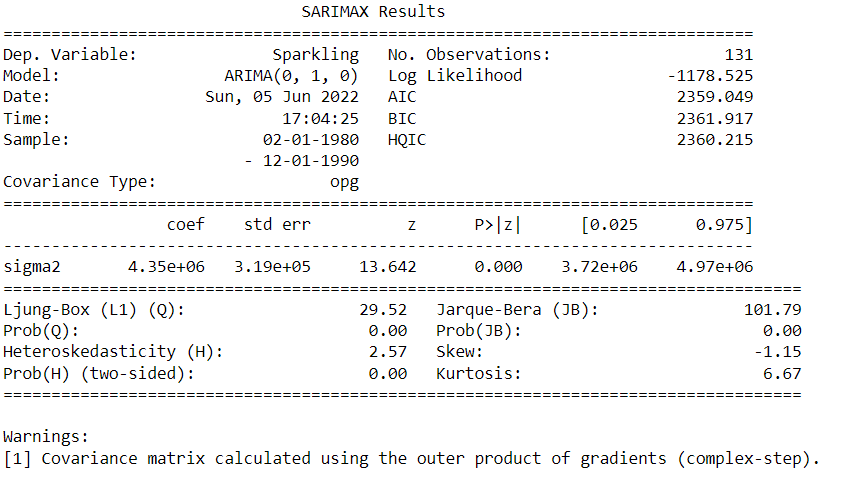 SARIMAX Results
==============================================================================
Dep. Variable:              Sparkling   No. Observations:                  131
Model:                 ARIMA(0, 1, 0)   Log Likelihood               -1178.525
Date:                Sun, 05 Jun 2022   AIC                           2359.049
Time:                        17:04:25   BIC                           2361.917
Sample:                    02-01-1980   HQIC                          2360.215
                         - 12-01-1990
Covariance Type:                  opg
==============================================================================
                 coef    std err          z      P>|z|      [0.025      0.975]
------------------------------------------------------------------------------
sigma2       4.35e+06   3.19e+05     13.642      0.000    3.72e+06    4.97e+06
===================================================================================
Ljung-Box (L1) (Q):                  29.52   Jarque-Bera (JB):               101.79
Prob(Q):                              0.00   Prob(JB):                         0.00
Heteroskedasticity (H):               2.57   Skew:                            -1.15
Prob(H) (two-sided):                  0.00   Kurtosis:                         6.67
===================================================================================

Warnings:
[1] Covariance matrix calculated using the outer product of gradients (complex-step).